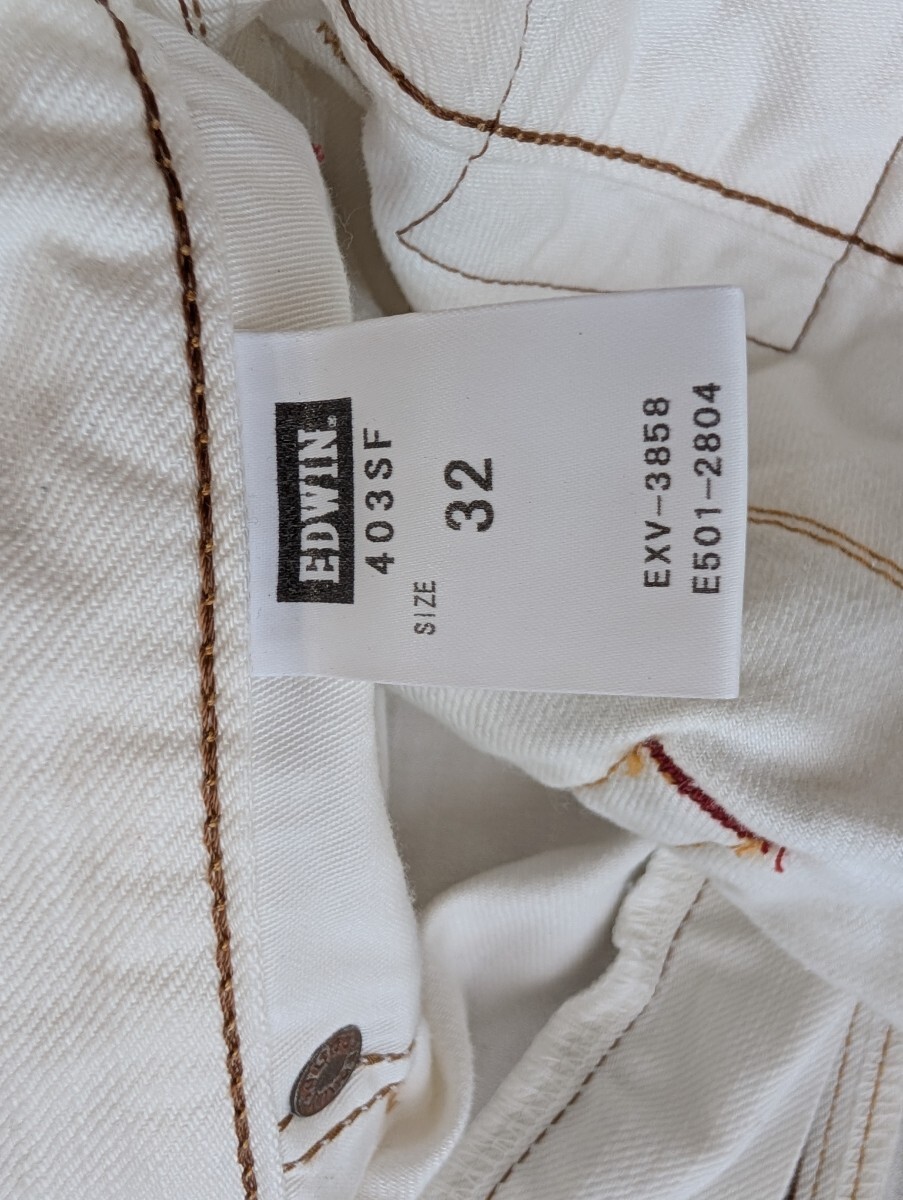 EDWIN.
403SF
SIZE 32
EXV-3858
E501-2804